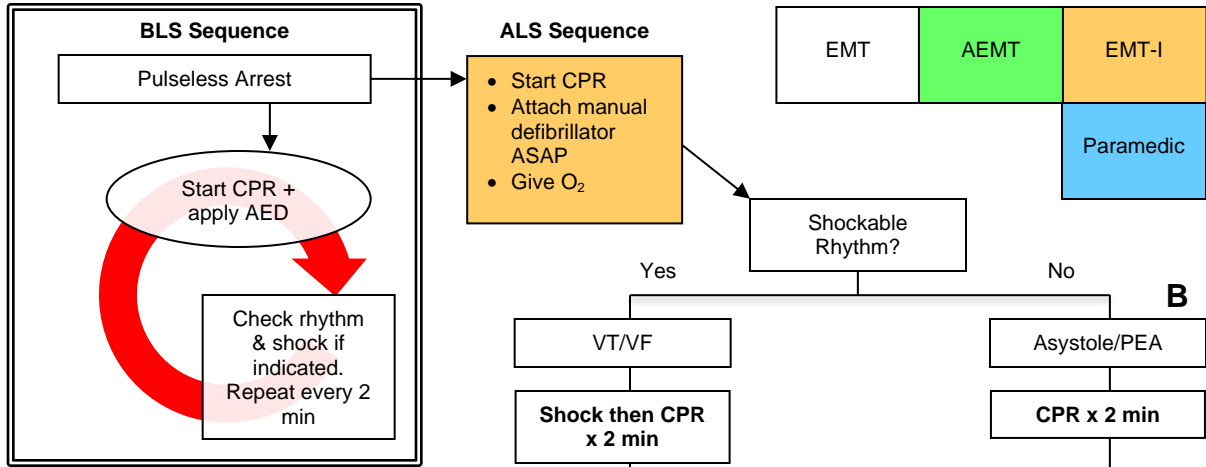 BLS Sequence
Pulseless Arrest
Start CPR +
apply AED
Check rhythm
& shock if
indicated.
Repeat every 2
min
ALS Sequence
• Start CPR
• Attach manual
defibrillator
ASAP
• Give O₂
EMT
AEMT
EMT-I
Paramedic
Shockable
Rhythm?
Yes
No
B
VT/VF
Asystole/PEA
Shock then CPR
x 2 min
CPR x 2 min